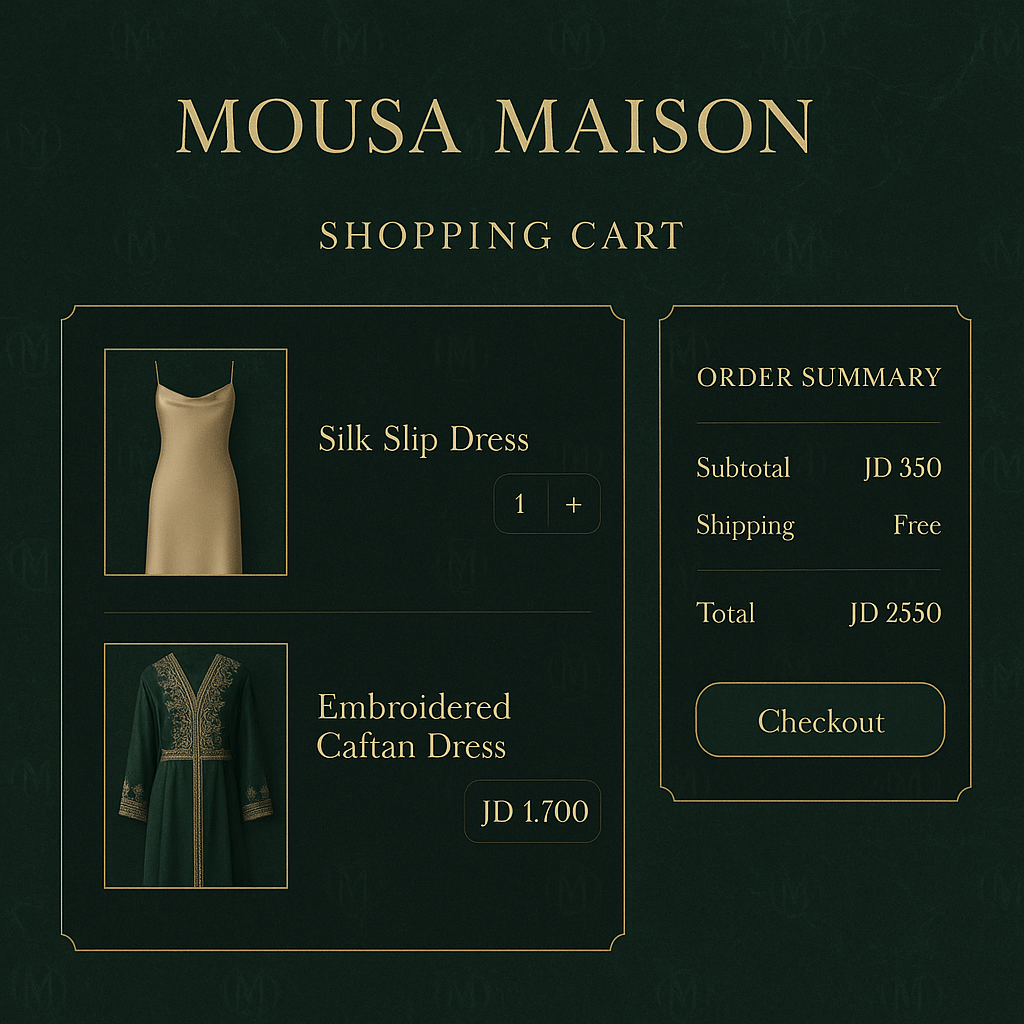 MOUSA MAISON
SHOPPING CART
Silk Slip Dress
1 +
Embroidered
Caftan Dress
JD 1.700
ORDER SUMMARY
Subtotal JD 350
Shipping Free
Total JD 2550
Checkout